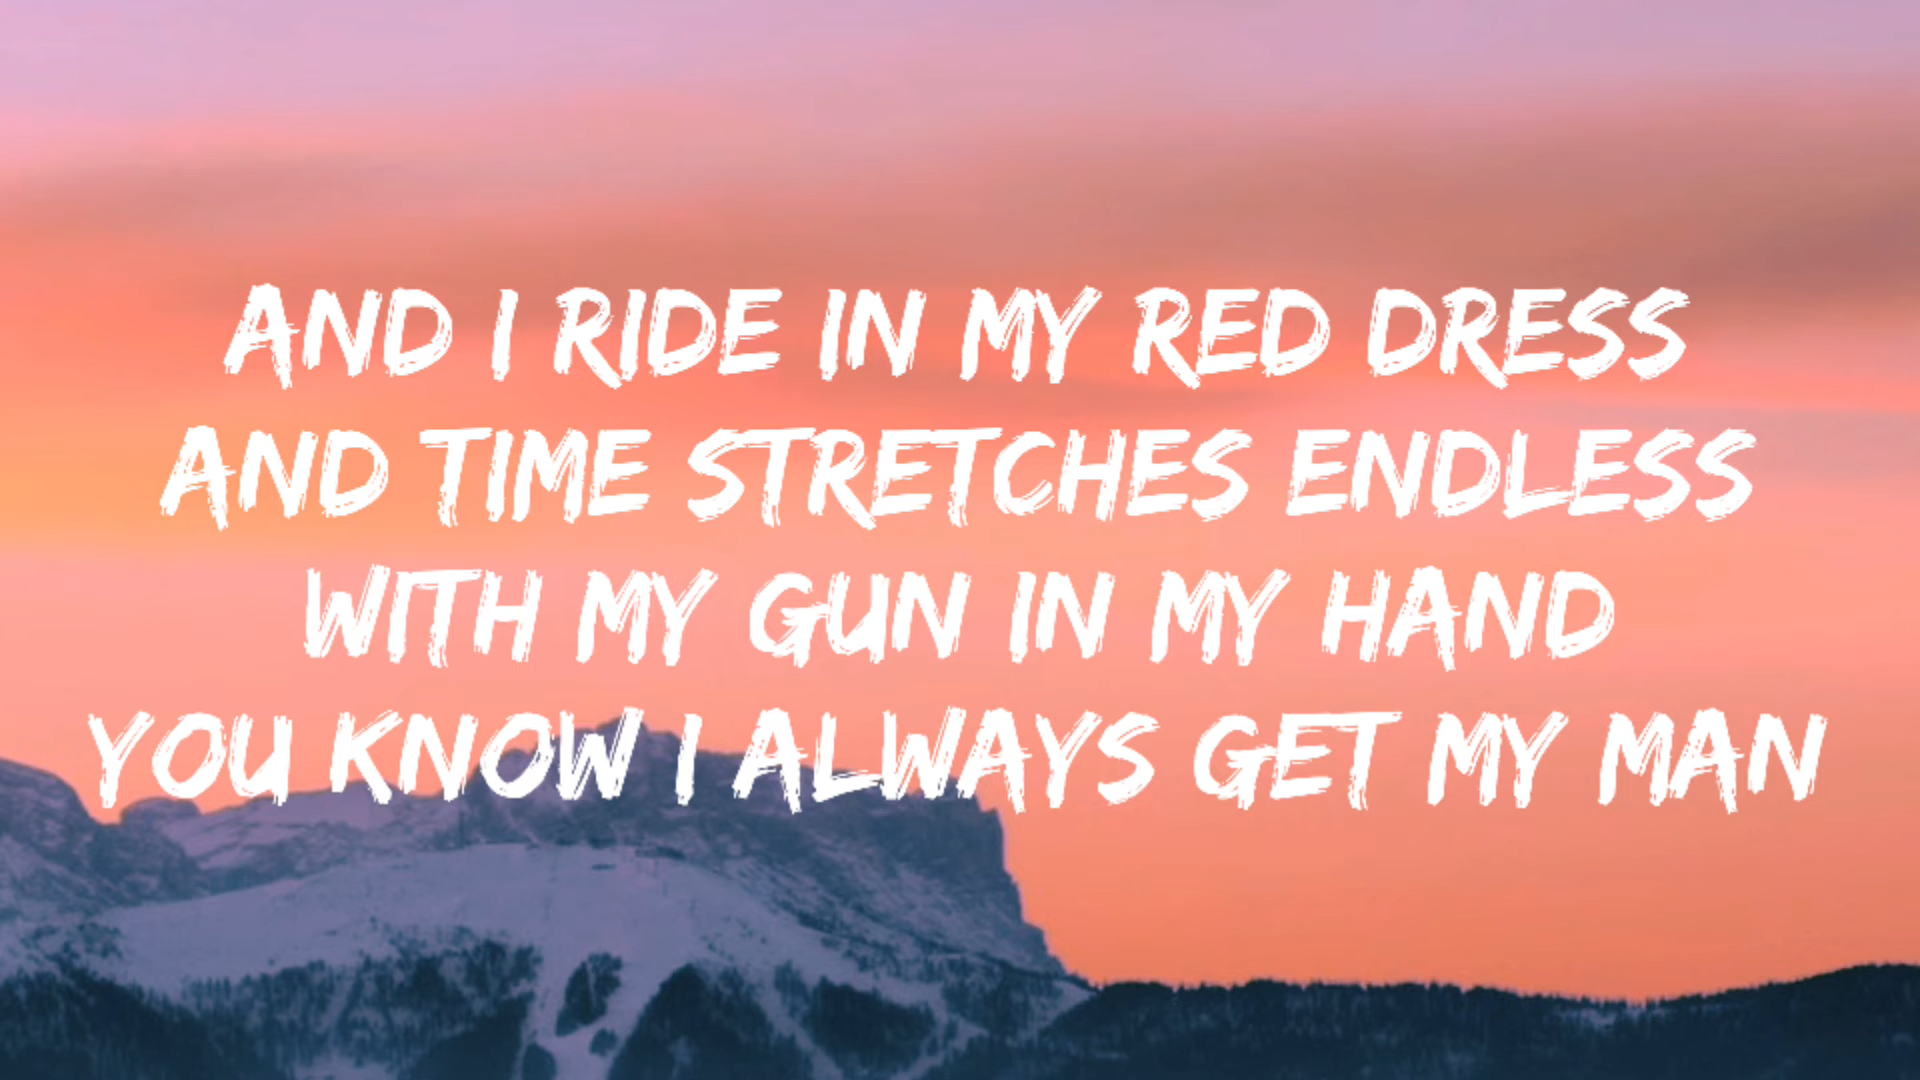 AND I RIDE IN MY RED DRESS
AND TIME STRETCHES ENDLESS
WITH MY GUN IN MY HAND
YOU KNOW I ALWAYS GET MY MAN